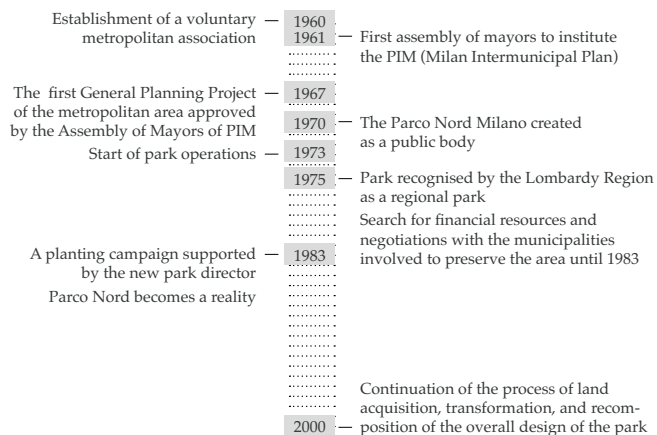 Establishment of a voluntary
metropolitan association
1960
1961
First assembly of mayors to institute
the PIM (Milan Intermunicipal Plan)
The first General Planning Project
of the metropolitan area approved
by the Assembly of Mayors of PIM
1967
1970
The Parco Nord Milano created
as a public body
Start of park operations
1973
1975
Park recognised by the Lombardy Region
as a regional park
Search for financial resources and
negotiations with the municipalities
involved to preserve the area until 1983
A planting campaign supported
by the new park director
1983
Parco Nord becomes a reality
Continuation of the process of land
acquisition, transformation, and recom-
position of the overall design of the park
2000